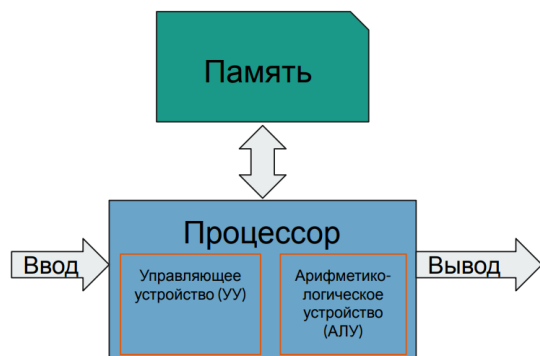 Память
Процессор
Ввод
Управляющее
устройство (УУ)
Арифметико-
логическое
устройство
(АЛУ)
Вывод